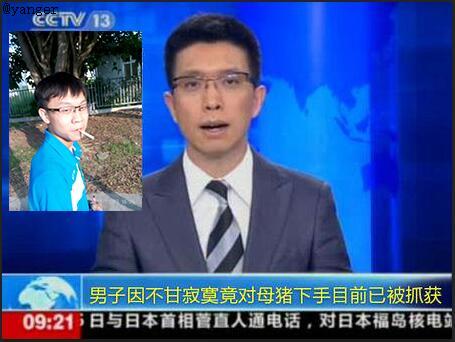 @yanger
CCTV 13
男子因不甘寂寞竟对母猪下手目前已被抓获
09:21
日与日本首相菅直人通电话，对日本福岛核电站